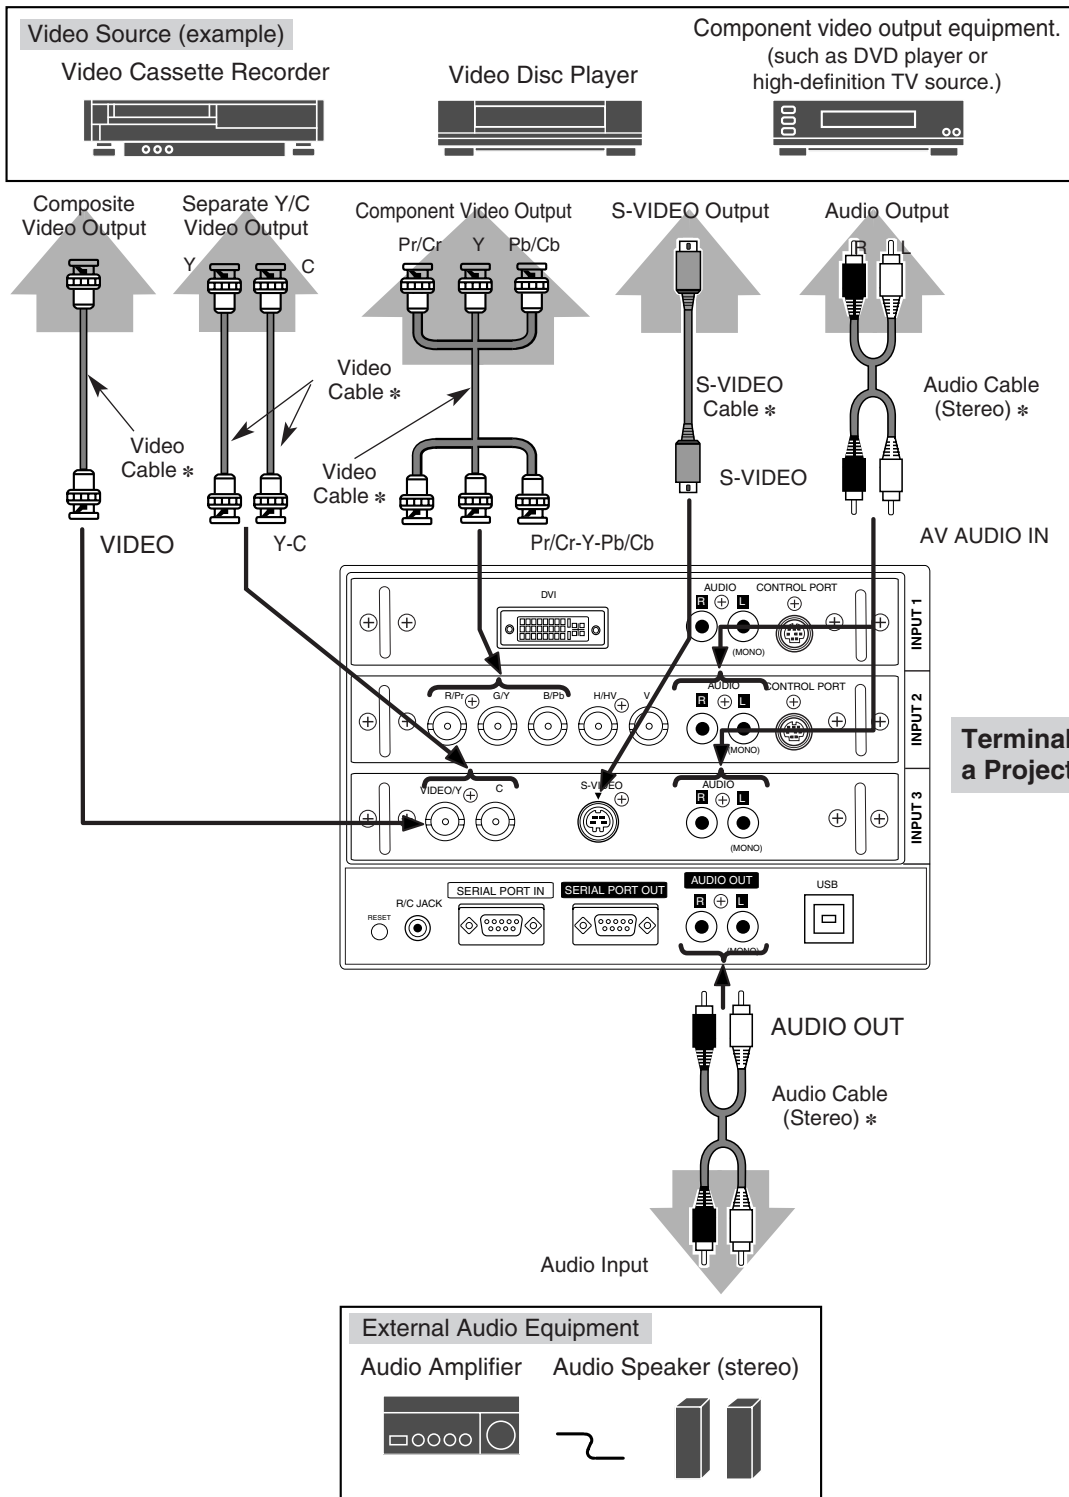 Video Source (example)
Video Cassette Recorder
Video Disc Player
Component video output equipment.
(such as DVD player or
high-definition TV source.)
Composite
Video Output
Separate Y/C
Video Output
Y
C
Component Video Output
Pr/Cr
Y
Pb/Cb
S-VIDEO Output
Audio Output
R
L
Video
Cable ✽
Video
Cable ✽
Video
Cable ✽
S-VIDEO
Cable ✽
Audio Cable
(Stereo) ✽
S-VIDEO
VIDEO
Y-C
Pr/Cr-Y-Pb/Cb
AV AUDIO IN
DVI
AUDIO
R
L
(MONO)
CONTROL PORT
INPUT 1
R/Pr
G/Y
B/Pb
H/HV
V
AUDIO
R
L
(MONO)
CONTROL PORT
INPUT 2
Terminal
a Project
VIDEO/Y
C
S-VIDEO
AUDIO
R
L
(MONO)
INPUT 3
RESET
R/C JACK
SERIAL PORT IN
SERIAL PORT OUT
AUDIO OUT
R
L
(MONO)
USB
AUDIO OUT
Audio Cable
(Stereo) ✽
Audio Input
External Audio Equipment
Audio Amplifier
Audio Speaker (stereo)